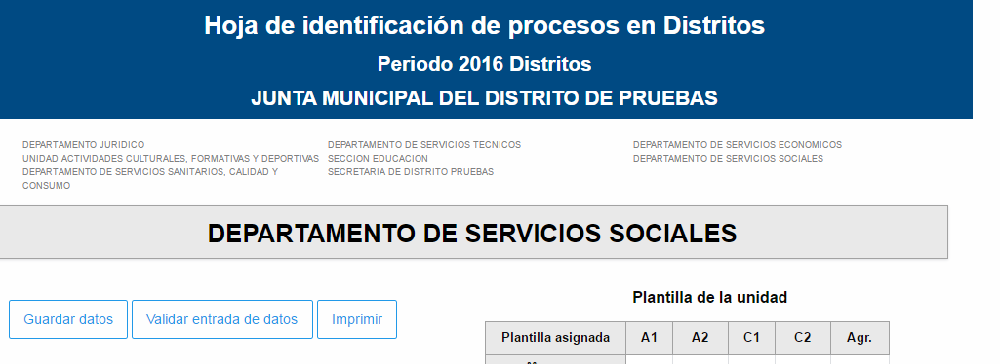 Hoja de identificación de procesos en Distritos
Periodo 2016 Distritos
JUNTA MUNICIPAL DEL DISTRITO DE PRUEBAS
DEPARTAMENTO JURIDICO
UNIDAD ACTIVIDADES CULTURALES, FORMATIVAS Y DEPORTIVAS
DEPARTAMENTO DE SERVICIOS SANITARIOS, CALIDAD Y
CONSUMO
DEPARTAMENTO DE SERVICIOS TECNICOS
SECCION EDUCACION
SECRETARIA DE DISTRITO PRUEBAS
DEPARTAMENTO DE SERVICIOS ECONOMICOS
DEPARTAMENTO DE SERVICIOS SOCIALES
DEPARTAMENTO DE SERVICIOS SOCIALES
Guardar datos Validar entrada de datos Imprimir
Plantilla de la unidad
Plantilla asignada A1 A2 C1 C2 Agr.